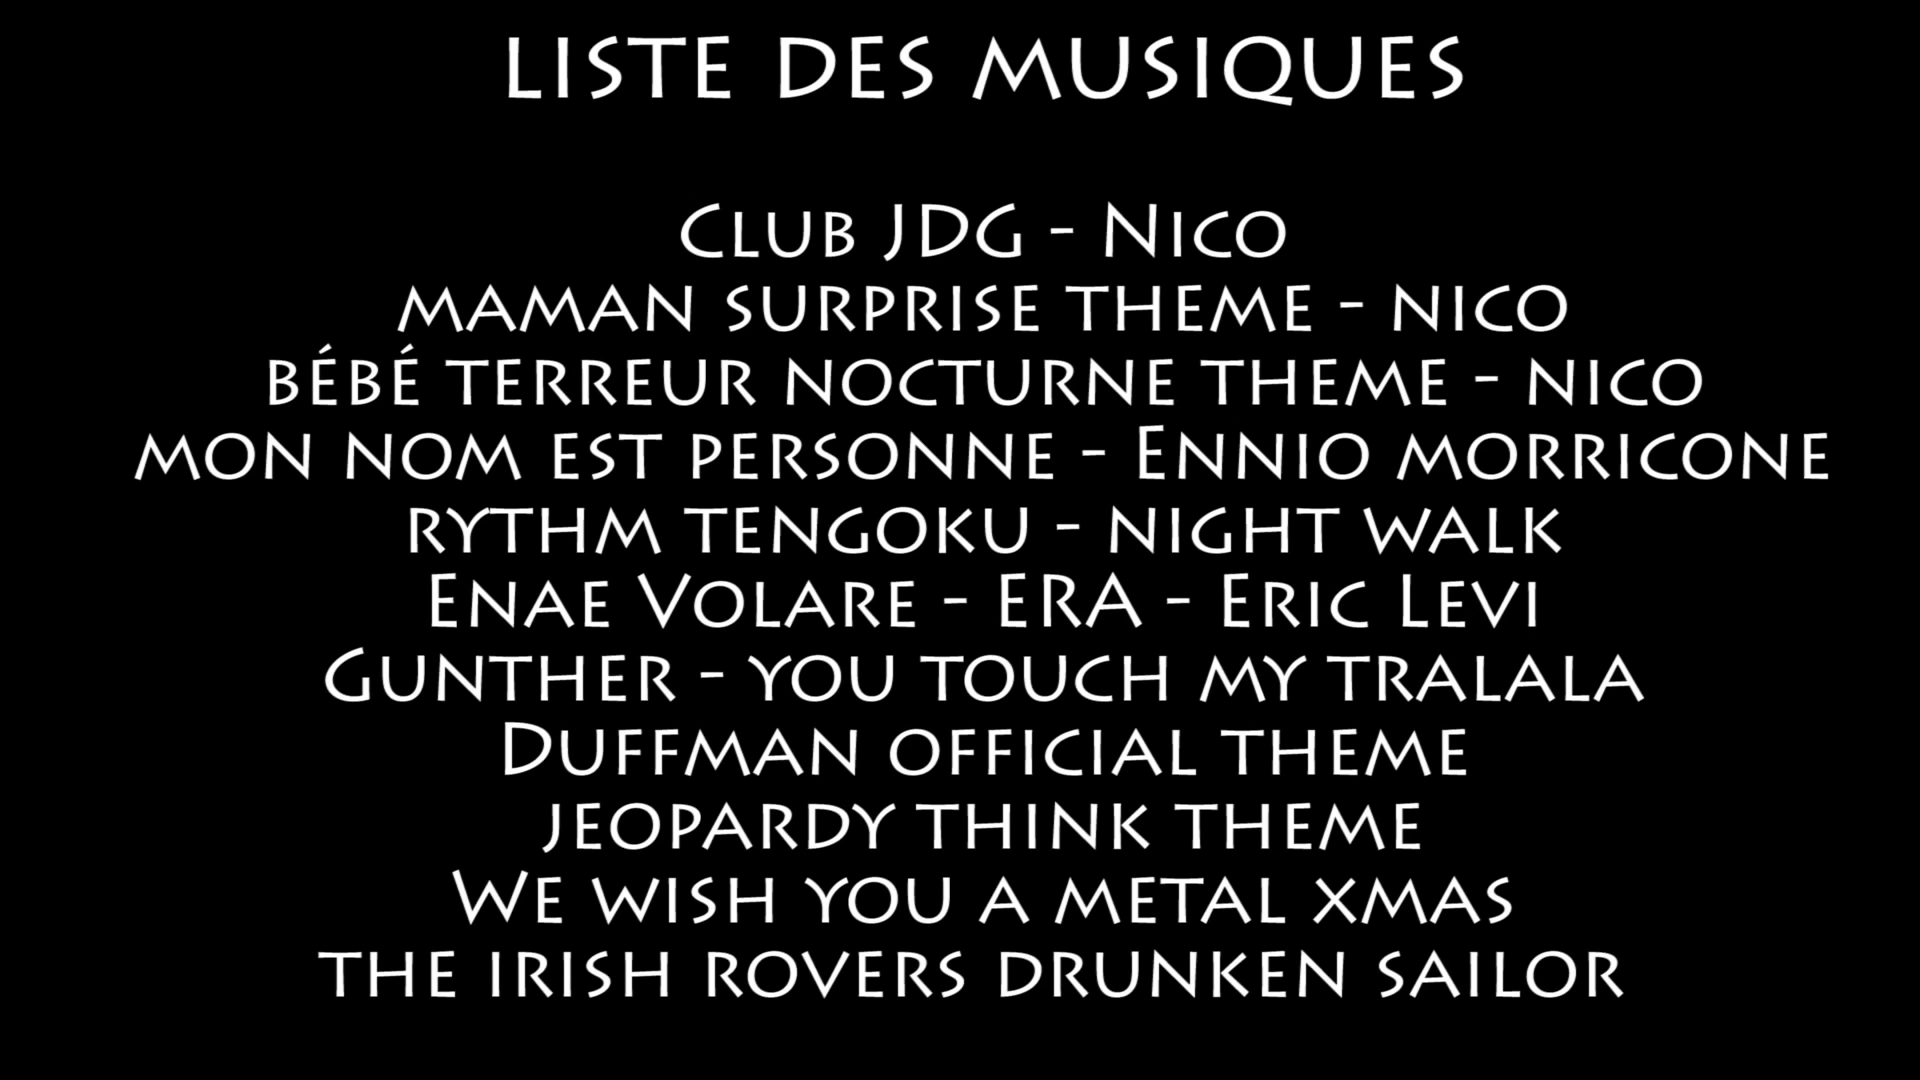 LISTE DES MUSIQUES
Club JDG - Nico
MAMAN SURPRISE THEME - NICO
BÉBÉ TERREUR NOCTURNE THEME - NICO
MON NOM EST PERSONNE - Ennio MORRICONE
RYTHM TENGOKU - NIGHT WALK
Enae Volare - ERA - Eric Levi
Gunther - YOU TOUCH MY TRALALA
Duffman OFFICIAL THEME
JEOPARDY THINK THEME
We WISH YOU A METAL XMAS
THE IRISH ROVERS DRUNKEN SAILOR